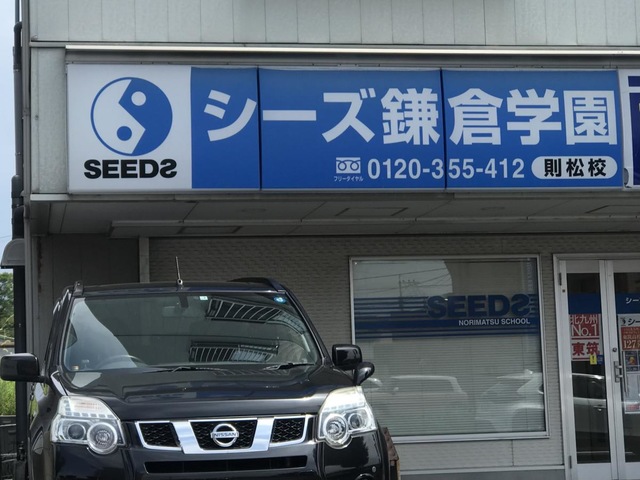 シーズ鎌倉学園
SEEDS
フリーダイヤル
0120-355-412
則松校
SEEDS
NORIMATSU SCHOOL
北九州
No.1
東筑
NISSAN